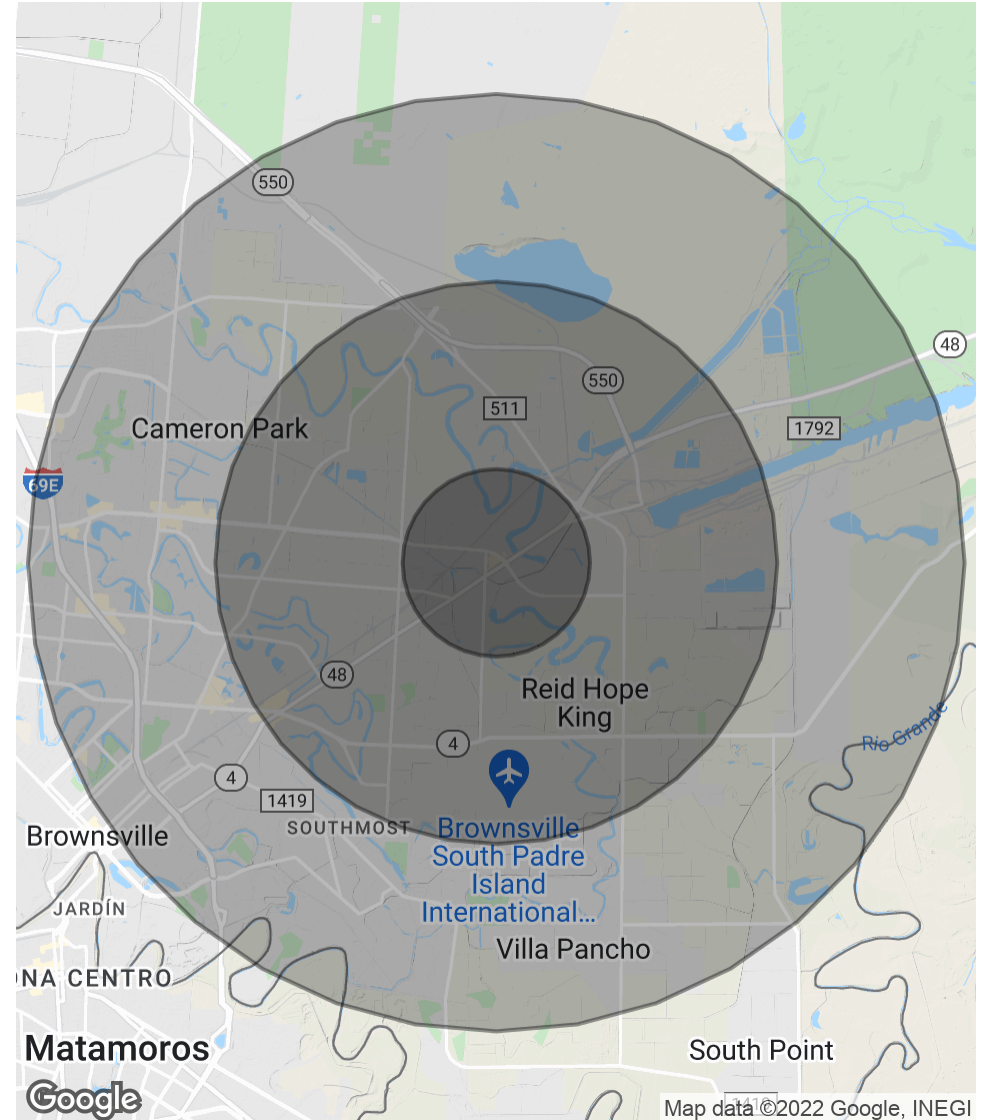 550
48
550
511
1792
Cameron Park
69E
48
Reid Hope
King
Rio Grande
4
4
1419
SOUTHMOST
Brownsville
Brownsville
South Padre
Island
International...
JARDÍN
Villa Pancho
NA CENTRO
Matamoros
South Point
Google
1419
Map data ©2022 Google, INEGI